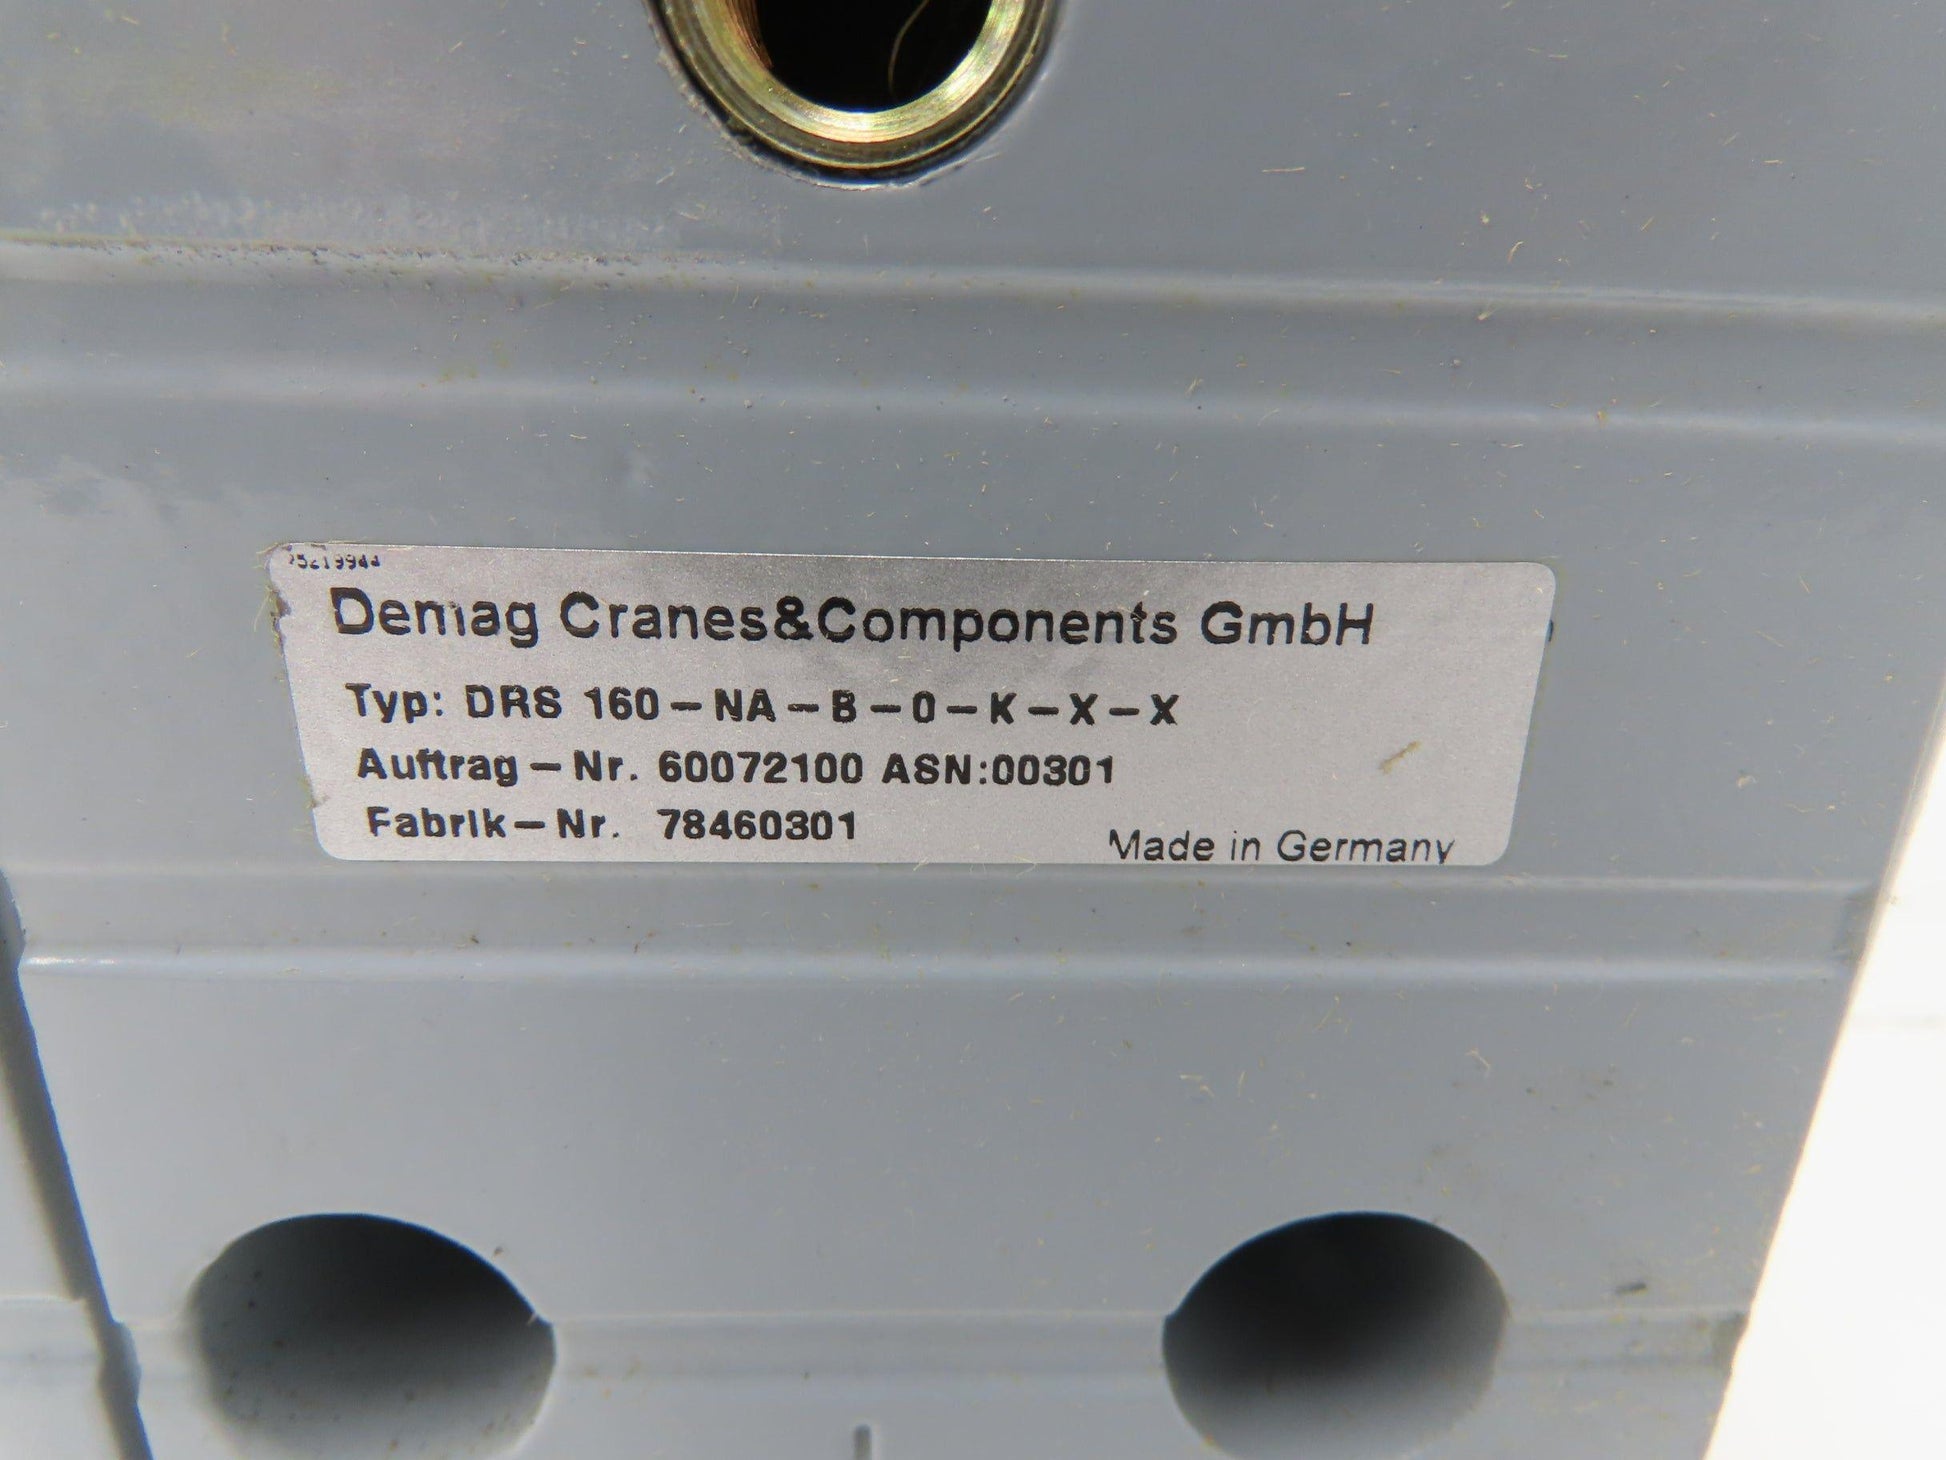 Demag Cranes&Components GmbH
Typ: DRS 160-NA-B-0-K-X-X
Auftrag-Nr. 60072100 ASN:00301
Fabrik-Nr. 78460301
Made in Germany